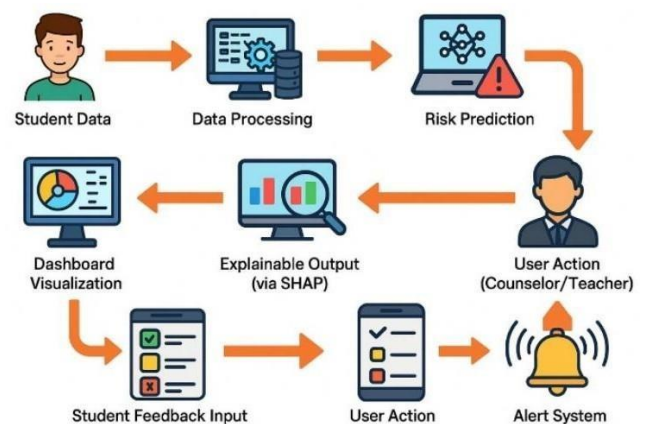 Student Data
Data Processing
Risk Prediction
Dashboard
Visualization
Explainable Output
(via SHAP)
User Action
(Counselor/Teacher)
Student Feedback Input
User Action
Alert System